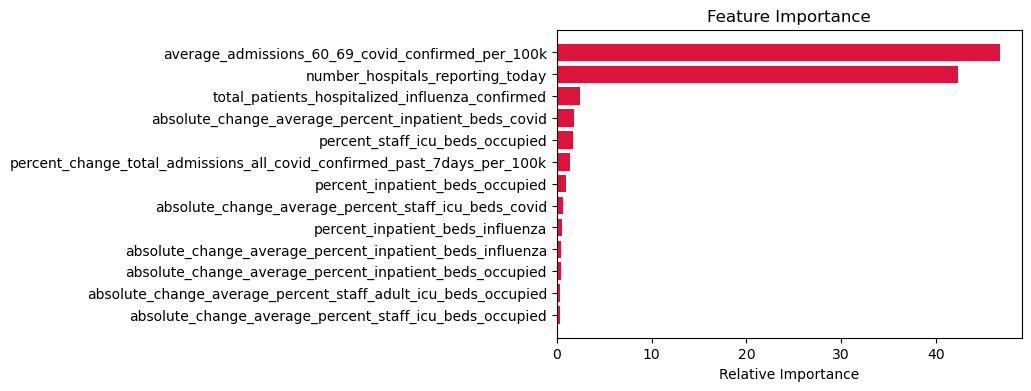 Feature Importance
average_admissions_60_69_covid_confirmed_per_100k
number_hospitals_reporting_today
total_patients_hospitalized_influenza_confirmed
absolute_change_average_percent_inpatient_beds_covid
percent_staff_icu_beds_occupied
percent_change_total_admissions_all_covid_confirmed_past_7days_per_100k
percent_inpatient_beds_occupied
absolute_change_average_percent_staff_icu_beds_covid
percent_inpatient_beds_influenza
absolute_change_average_percent_inpatient_beds_influenza
absolute_change_average_percent_inpatient_beds_occupied
absolute_change_average_percent_staff_adult_icu_beds_occupied
absolute_change_average_percent_staff_icu_beds_occupied
0 10 20 30 40
Relative Importance